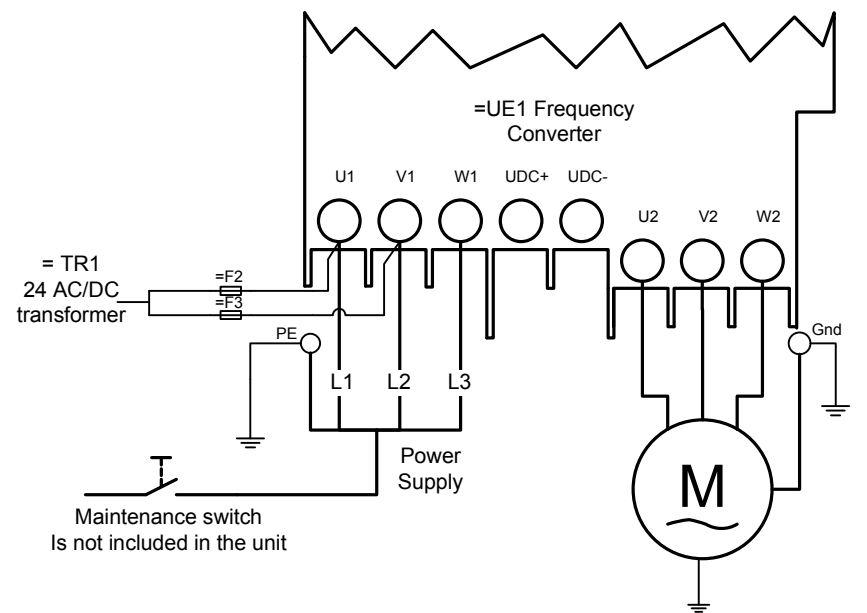 =UE1 Frequency
Converter
U1
V1
W1
UDC+
UDC-
U2
V2
W2
= TR1
24 AC/DC
transformer
=F2
=F3
PE
Gnd
L1
L2
L3
Power
Supply
M
Maintenance switch
Is not included in the unit